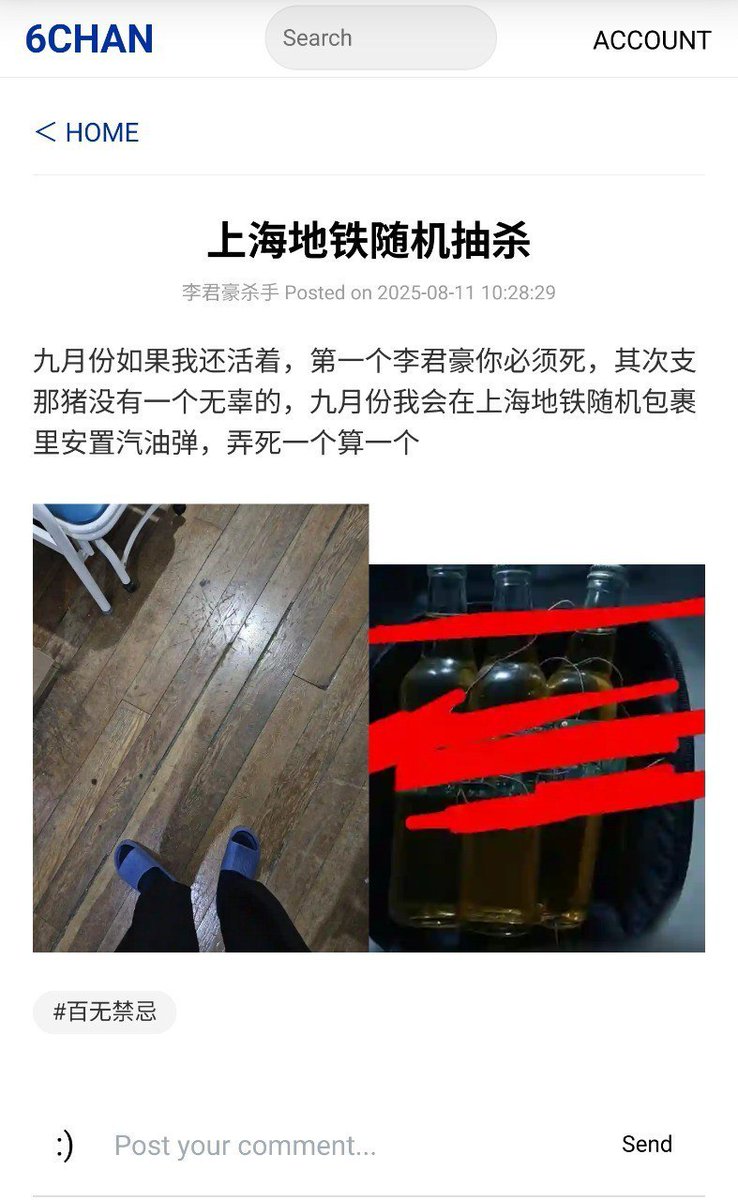 6CHAN
Search
ACCOUNT
< HOME
上海地铁随机抽杀
李君豪杀手 Posted on 2025-08-11 10:28:29
九月份如果我还活着，第一个李君豪你必须死，其次支
那猪没有一个无辜的，九月份我会在上海地铁随机包裹
里安置汽油弹，弄死一个算一个
#百无禁忌
:)
Post your comment...
Send